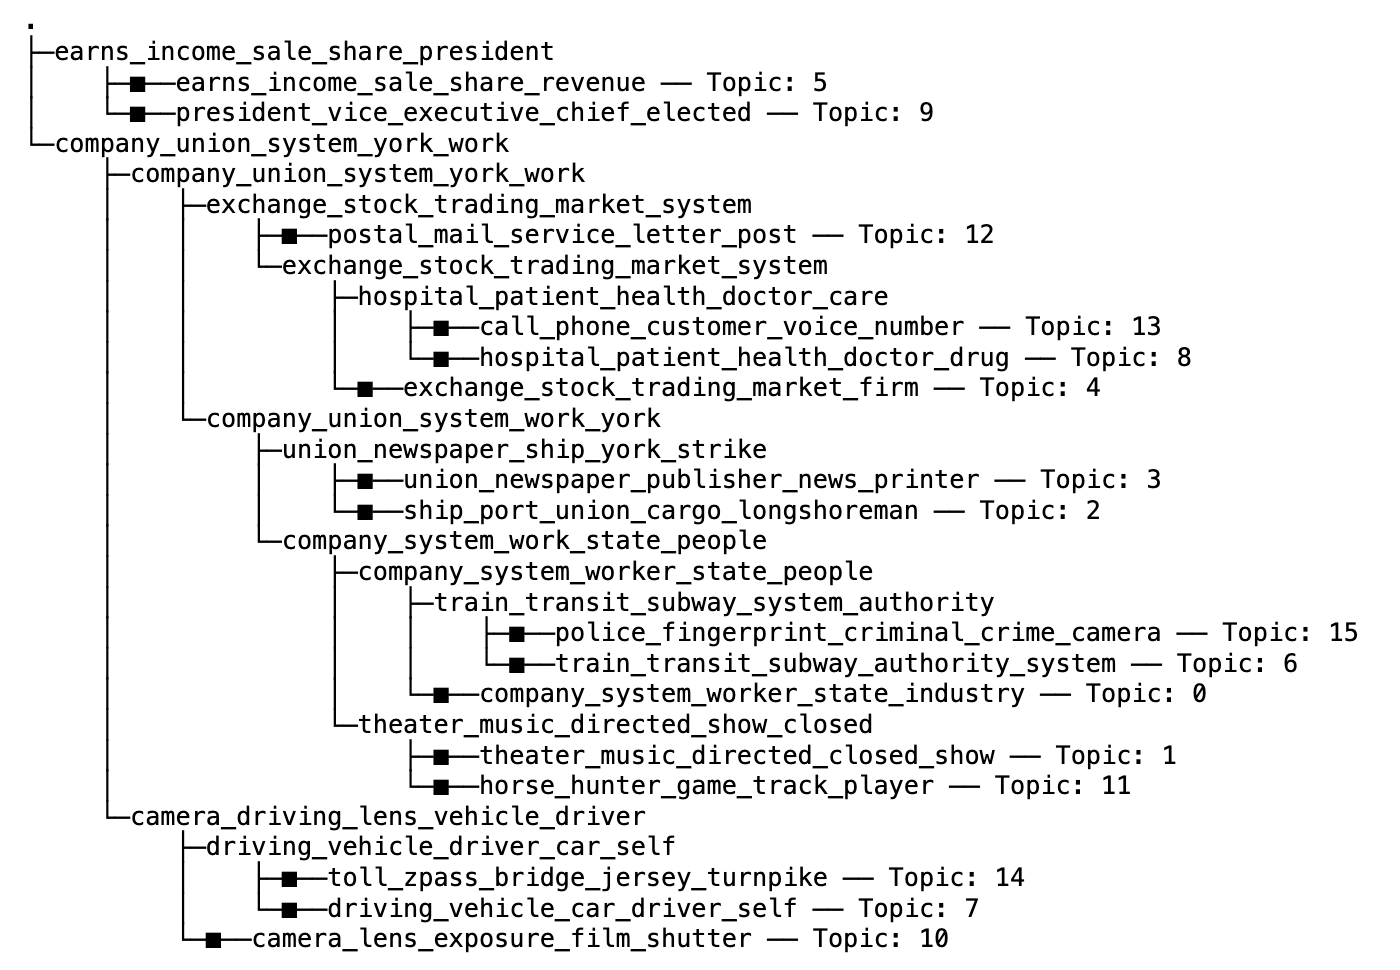 .
├─earns_income_sale_share_president
│    ├─■──earns_income_sale_share_revenue ── Topic: 5
│    └─■──president_vice_executive_chief_elected ── Topic: 9
└─company_union_system_york_work
     ├─company_union_system_york_work
     │    ├─exchange_stock_trading_market_system
     │    │    ├─■──postal_mail_service_letter_post ── Topic: 12
     │    │    └─exchange_stock_trading_market_system
     │    │         ├─hospital_patient_health_doctor_care
     │    │         │    ├─■──call_phone_customer_voice_number ── Topic: 13
     │    │         │    └─■──hospital_patient_health_doctor_drug ── Topic: 8
     │    │         └─■──exchange_stock_trading_market_firm ── Topic: 4
     │    └─company_union_system_work_york
     │         ├─union_newspaper_ship_york_strike
     │         │    ├─■──union_newspaper_publisher_news_printer ── Topic: 3
     │         │    └─■──ship_port_union_cargo_longshoreman ── Topic: 2
     │         └─company_system_work_state_people
     │              ├─company_system_worker_state_people
     │              │    ├─train_transit_subway_system_authority
     │              │    │    ├─■──police_fingerprint_criminal_crime_camera ── Topic: 15
     │              │    │    └─■──train_transit_subway_authority_system ── Topic: 6
     │              │    └─■──company_system_worker_state_industry ── Topic: 0
     │              └─theater_music_directed_show_closed
     │                   ├─■──theater_music_directed_closed_show ── Topic: 1
     │                   └─■──horse_hunter_game_track_player ── Topic: 11
     └─camera_driving_lens_vehicle_driver
          ├─driving_vehicle_driver_car_self
          │    ├─■──toll_zpass_bridge_jersey_turnpike ── Topic: 14
          │    └─■──driving_vehicle_car_driver_self ── Topic: 7
          └─■──camera_lens_exposure_film_shutter ── Topic: 10